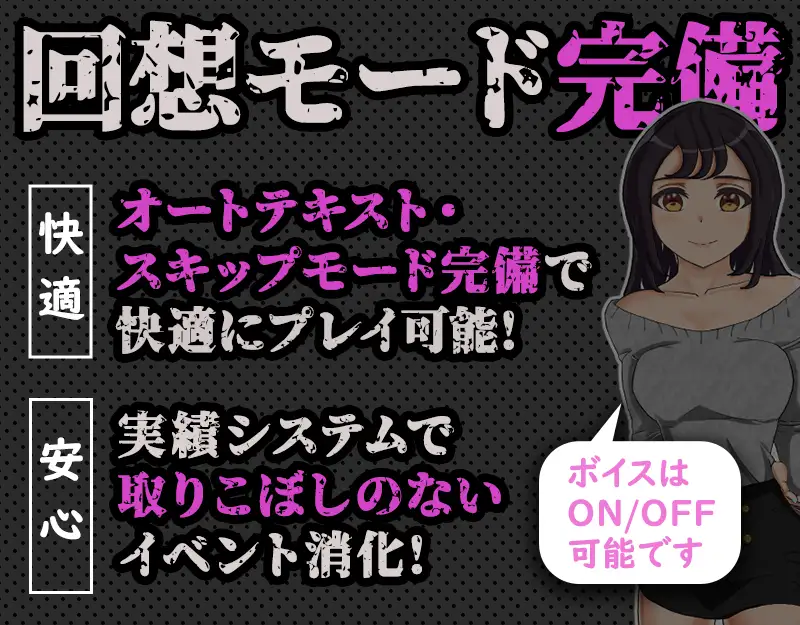 回想モード完備
快適
オートテキスト・
スキップモード完備で
快適にプレイ可能!
安心
実績システムで
取りこぼしのない
イベント消化!
ボイスは
ON/OFF
可能です